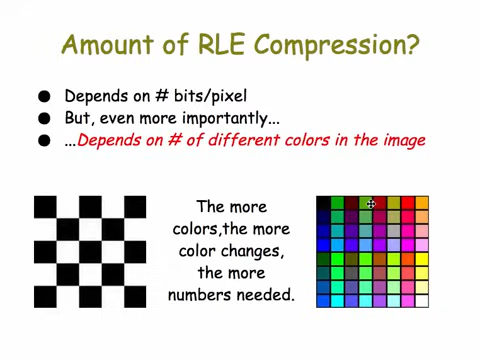 Amount of RLE Compression?
Depends on # bits/pixel
But, even more importantly...
...Depends on # of different colors in the image
The more
colors,the more
color changes,
the more
numbers needed.